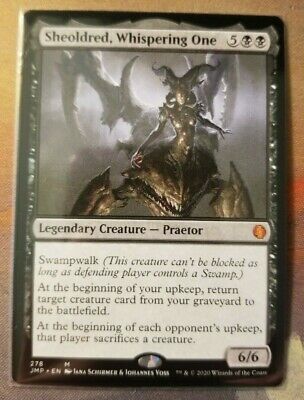 Sheoldred, Whispering One 5
Legendary Creature — Praetor
Swampwalk (This creature can't be blocked as
long as defending player controls a Swamp.)
At the beginning of your upkeep, return
target creature card from your graveyard to
the battlefield.
At the beginning of each opponent's upkeep,
that player sacrifices a creature.
6/6
278 M
JMP • EN Iana Schirmer & Johannes Voss
™ & © 2020 Wizards of the Coast